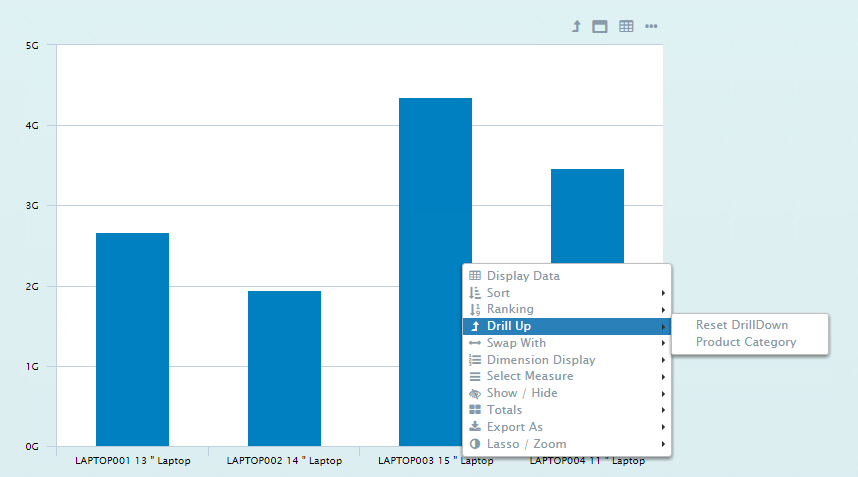 5G
4G
3G
2G
1G
0G
Display Data
Sort
Ranking
Drill Up
Swap With
Dimension Display
Select Measure
Show / Hide
Totals
Export As
Lasso / Zoom
Reset DrillDown
Product Category
LAPTOP001 13 " Laptop
LAPTOP002 14 " Laptop
LAPTOP003 15 " Laptop
LAPTOP004 11 " Laptop